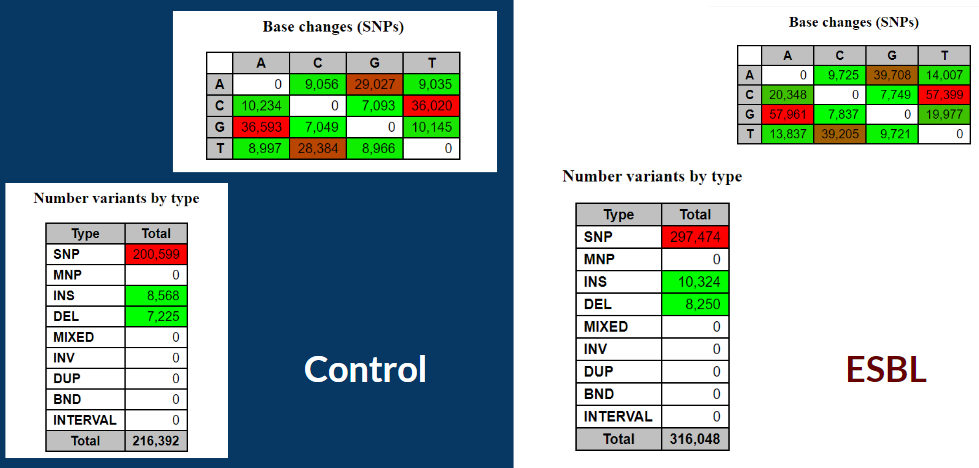 Base changes (SNPs)
A C G T
A 0 9,056 29,027 9,035
C 10,234 0 7,093 36,020
G 36,593 7,049 0 10,145
T 8,997 28,384 8,966 0
Number variants by type
Type Total
SNP 200,599
MNP 0
INS 8,568
DEL 7,225
MIXED 0
INV 0
DUP 0
BND 0
INTERVAL 0
Total 216,392
Control
Base changes (SNPs)
A C G T
A 0 9,725 39,708 14,007
C 20,348 0 7,749 57,399
G 57,961 7,837 0 19,977
T 13,837 39,205 9,721 0
Number variants by type
Type Total
SNP 297,474
MNP 0
INS 10,324
DEL 8,250
MIXED 0
INV 0
DUP 0
BND 0
INTERVAL 0
Total 316,048
ESBL